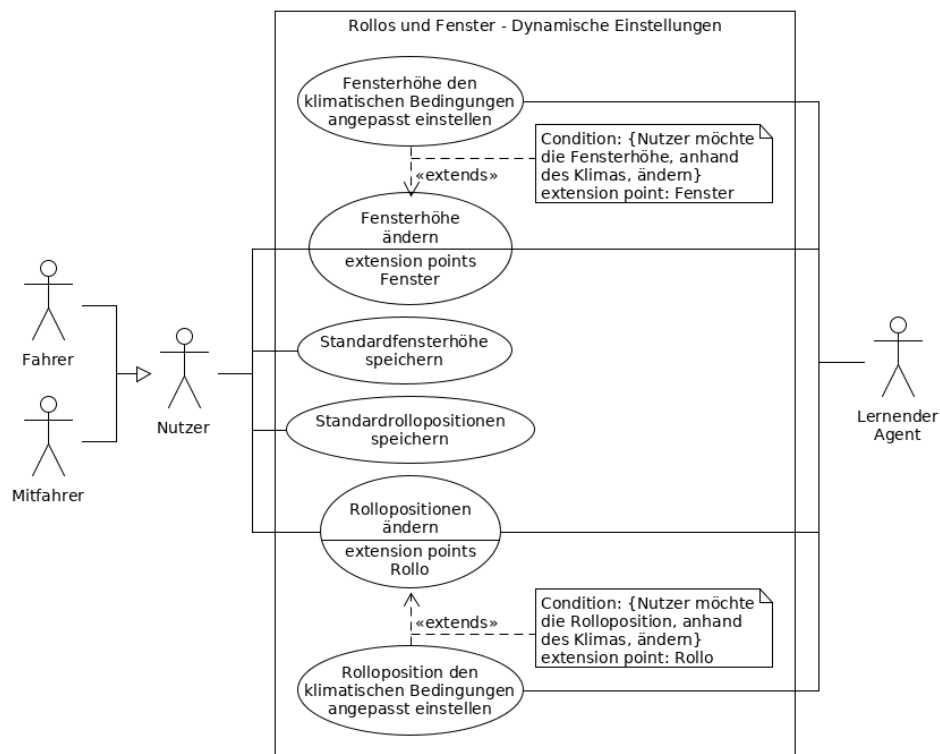 Rollos und Fenster - Dynamische Einstellungen
Fensterhöhe den
klimatischen Bedingungen
angepasst einstellen
Condition: {Nutzer möchte
die Fensterhöhe, anhand
des Klimas, ändern}
extension point: Fenster
«extends»
Fensterhöhe
ändern
extension points
Fenster
Fahrer
Standardfensterhöhe
speichern
Nutzer
Lernender
Agent
Standardrollopositionen
speichern
Mitfahrer
Rollopositionen
ändern
extension points
Rollo
«extends»
Condition: {Nutzer möchte
die Rolloposition, anhand
des Klimas, ändern}
extension point: Rollo
Rolloposition den
klimatischen Bedingungen
angepasst einstellen